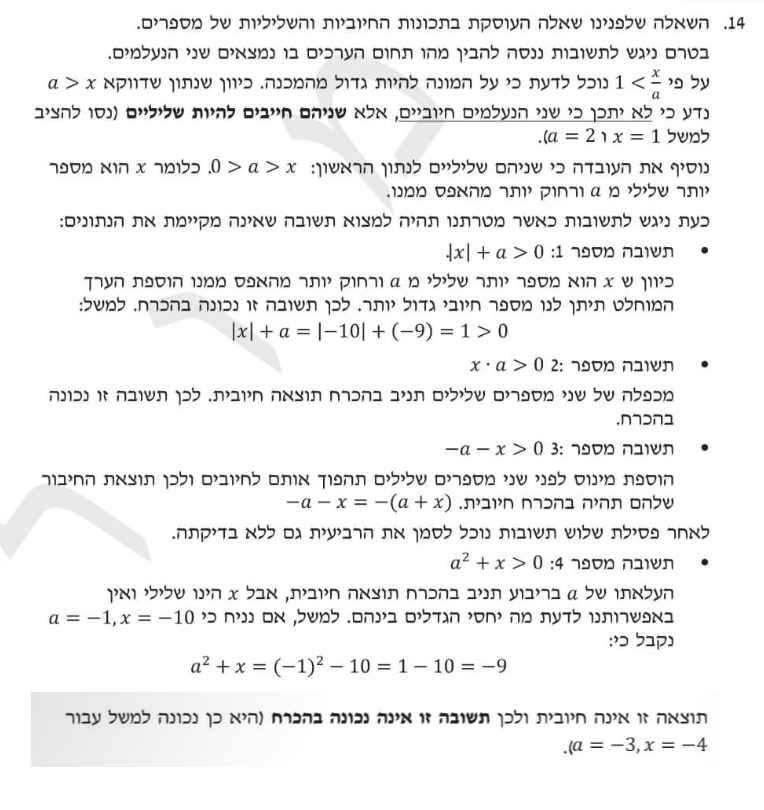 14. השאלה שלפנינו שאלה העוסקת בתכונות החיוביות והשליליות של מספרים.
בטרם ניגש לתשובות ננסה להבין מהו תחום הערכים בו נמצאים שני הנעלמים.
על פי 1 < x/a נוכל לדעת כי על המונה להיות גדול מהמכנה. כיוון שנתון שדווקא a > x
נדע כי לא יתכן כי שני הנעלמים חיוביים, אלא שניהם חייבים להיות שליליים (נסו להציב
למשל x = 1 ו a = 2).
נוסיף את העובדה כי שניהם שליליים לנתון הראשון: 0 > a > x. כלומר x הוא מספר
יותר שלילי מ a ורחוק יותר מהאפס ממנו.
כעת ניגש לתשובות כאשר מטרתנו תהיה למצוא תשובה שאינה מקיימת את הנתונים:
• תשובה מספר 1: |x| + a > 0.
כיוון ש x הוא מספר יותר שלילי מ a ורחוק יותר מהאפס ממנו הוספת הערך
המוחלט תיתן לנו מספר חיובי גדול יותר. לכן תשובה זו נכונה בהכרח. למשל:
|x| + a = |−10| + (−9) = 1 > 0
• תשובה מספר 2: x · a > 0
מכפלה של שני מספרים שלילים תניב בהכרח תוצאה חיובית. לכן תשובה זו נכונה
בהכרח.
• תשובה מספר 3: −a − x > 0
הוספת מינוס לפני שני מספרים שלילים תהפוך אותם לחיובים ולכן תוצאת החיבור
שלהם תהיה בהכרח חיובית. −a − x = −(a + x)
לאחר פסילת שלוש תשובות נוכל לסמן את הרביעית גם ללא בדיקתה.
• תשובה מספר 4: a² + x > 0
העלאתו של a בריבוע תניב בהכרח תוצאה חיובית, אבל x הינו שלילי ואין
באפשרותנו לדעת מה יחסי הגדלים בינהם. למשל, אם נניח כי a = −1, x = −10
נקבל כי:
a² + x = (−1)² − 10 = 1 − 10 = −9
תוצאה זו אינה חיובית ולכן תשובה זו אינה נכונה בהכרח (היא כן נכונה למשל עבור
a = −3, x = −4).